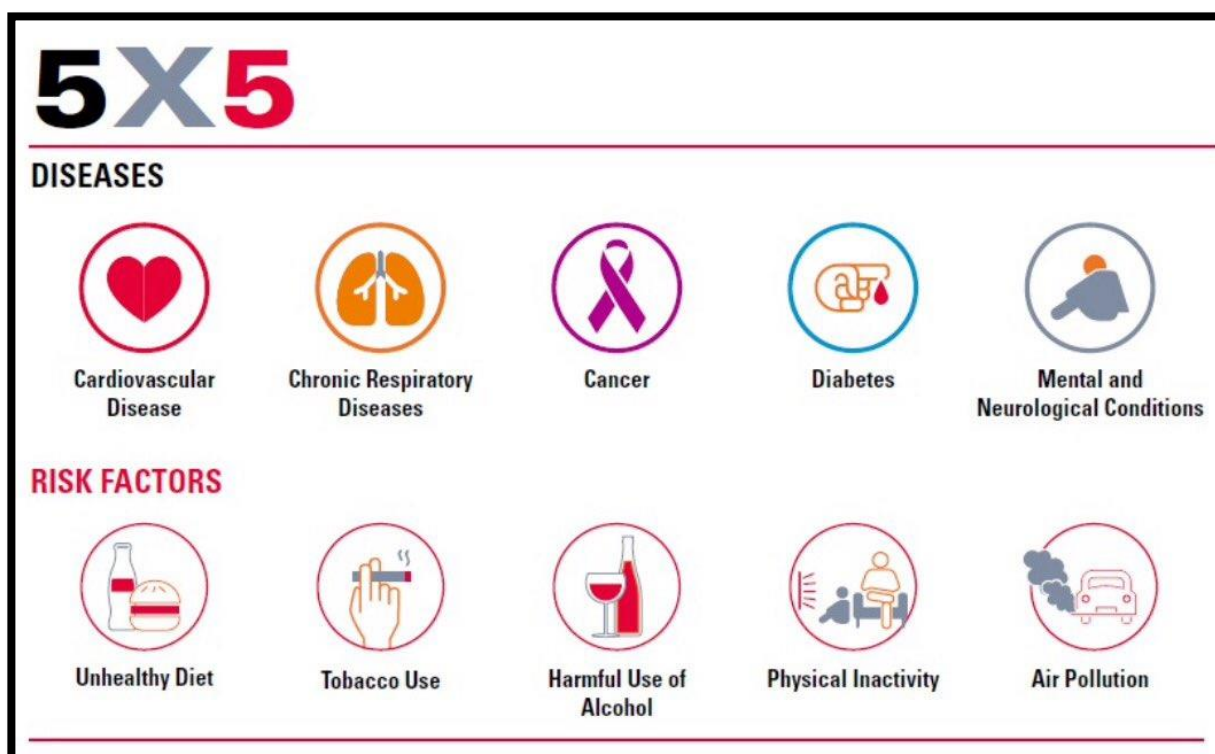 5X5
DISEASES
Cardiovascular
Disease
Chronic Respiratory
Diseases
Cancer
Diabetes
Mental and
Neurological Conditions
RISK FACTORS
Unhealthy Diet
Tobacco Use
Harmful Use of
Alcohol
Physical Inactivity
Air Pollution